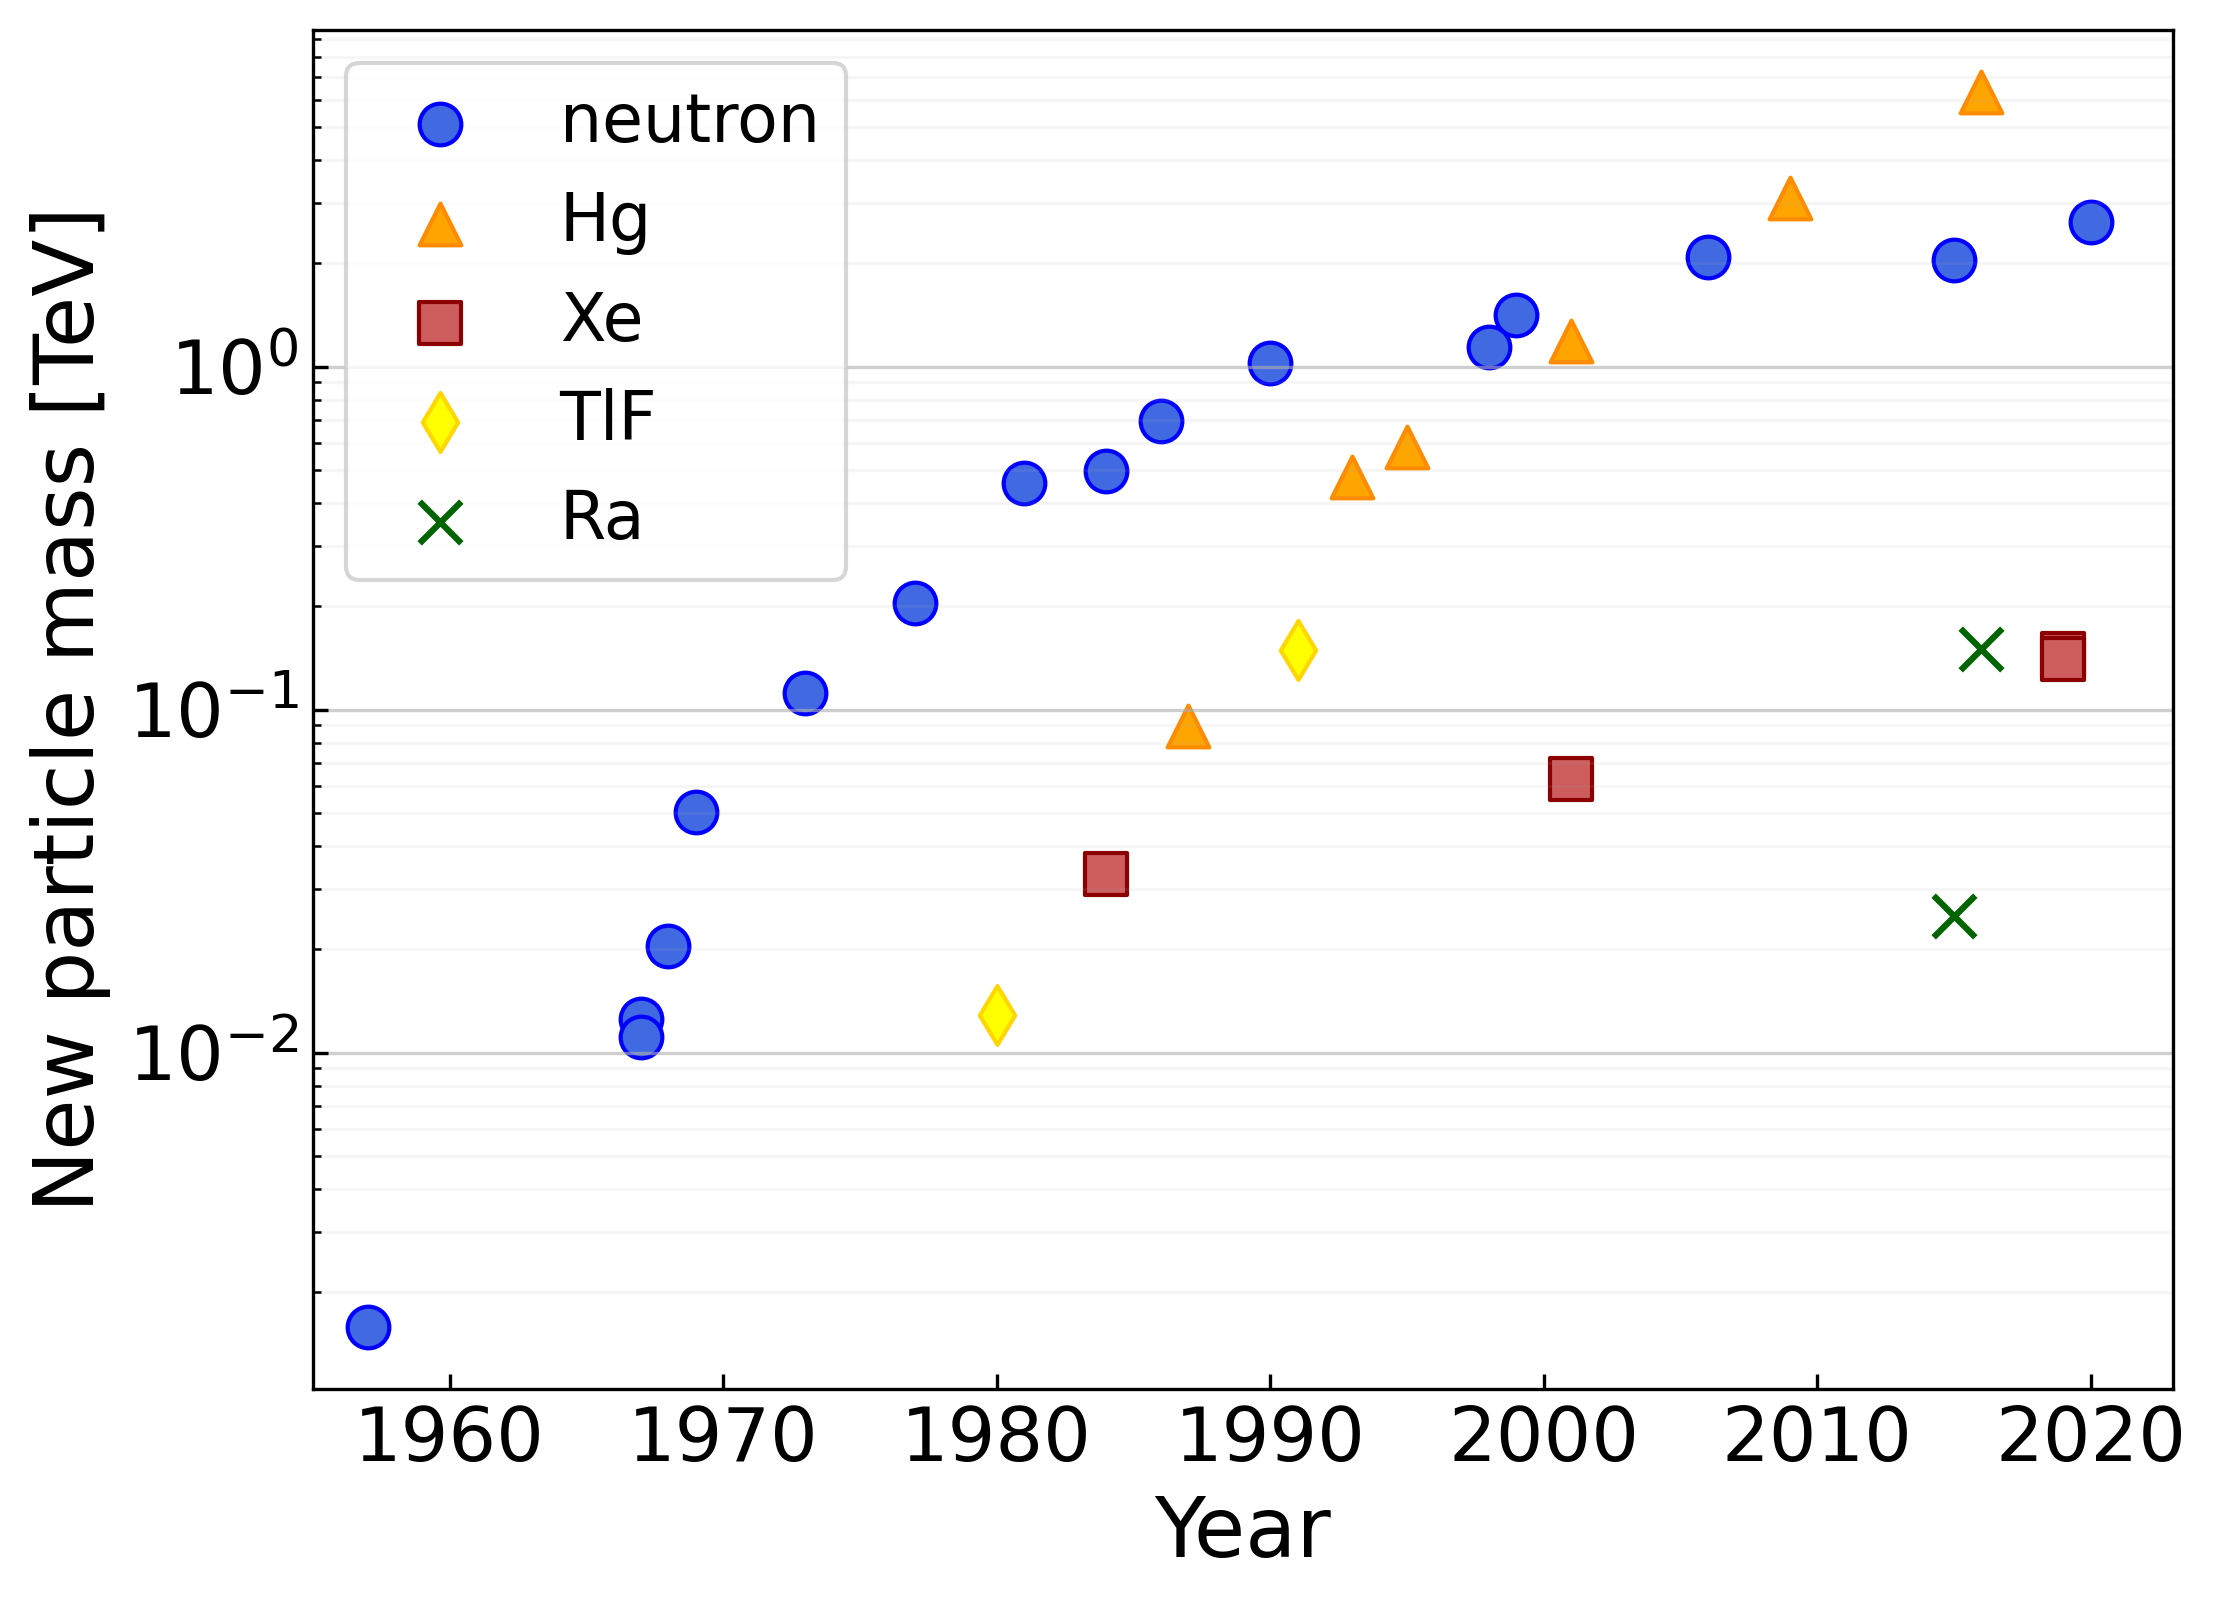 New particle mass [TeV]
neutron
Hg
Xe
TlF
Ra
10⁰
10⁻¹
10⁻²
1960 1970 1980 1990 2000 2010 2020
Year